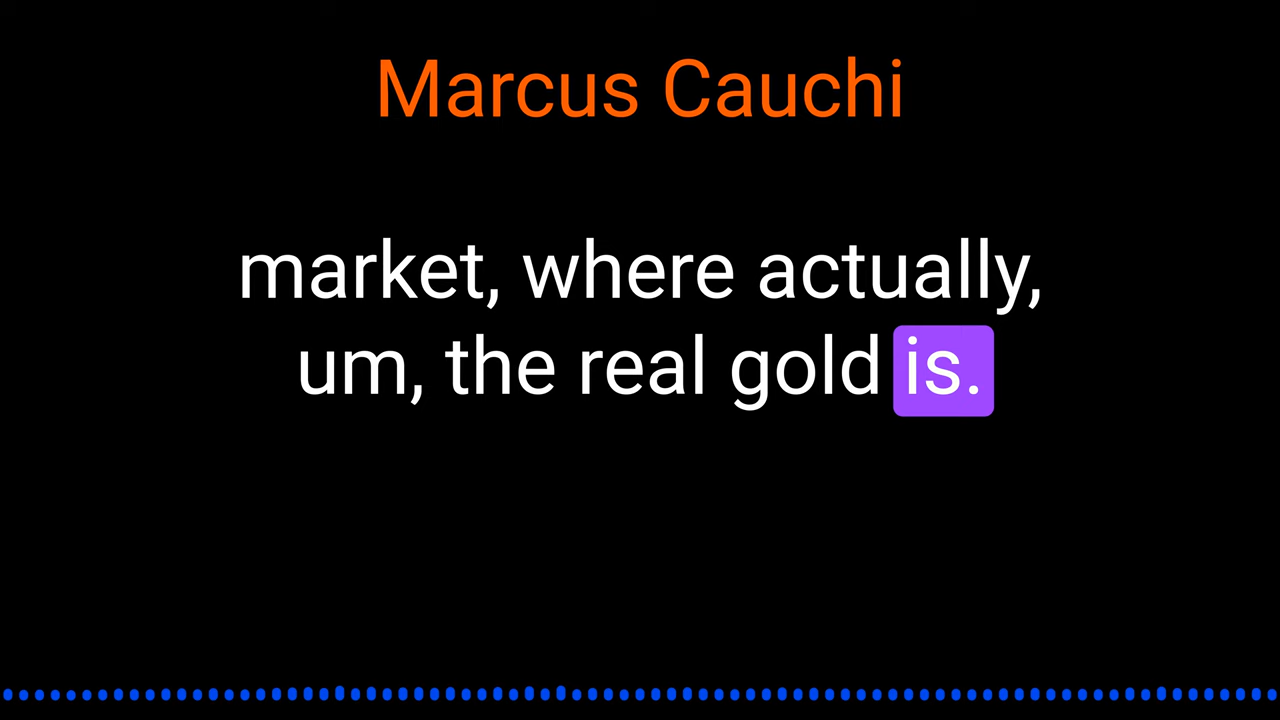 Marcus Cauchi
market, where actually,
um, the real gold is.